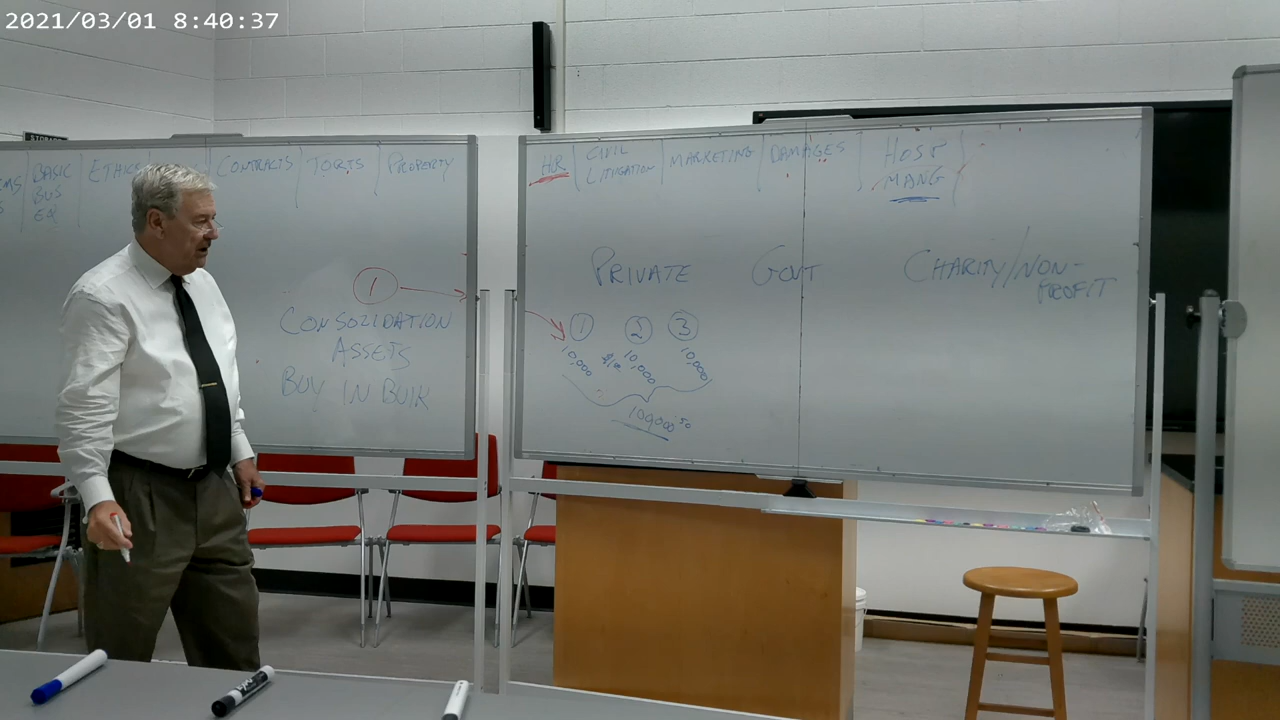 2021/03/01 8:40:37
BASIC
BUS
EQ
ETHICS
CONTRACTS
TORTS
PROPERTY
1
CONSOLIDATION
ASSETS
BUY IN BULK
HR
CIVIL
LITIGATION
MARKETING
DAMAGES
HOSP
MANG
PRIVATE
GOVT
CHARITY/NON-
PROFIT
1 2 3
10,000 10,000 10,000